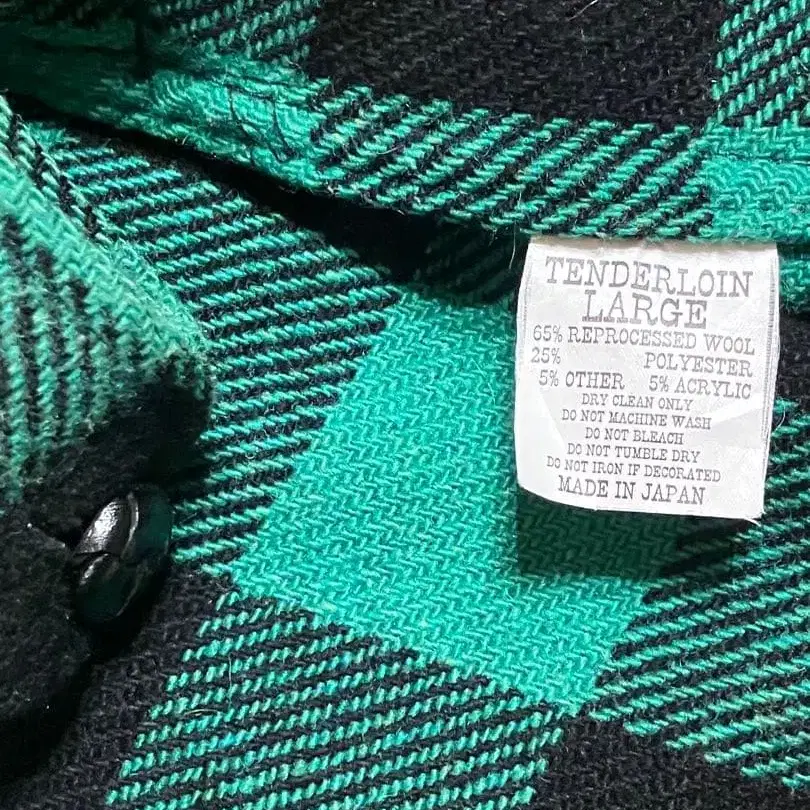 TENDERLOIN
LARGE
65% REPROCESSED WOOL
25% POLYESTER
5% OTHER 5% ACRYLIC
DRY CLEAN ONLY
DO NOT MACHINE WASH
DO NOT BLEACH
DO NOT TUMBLE DRY
DO NOT IRON IF DECORATED
MADE IN JAPAN